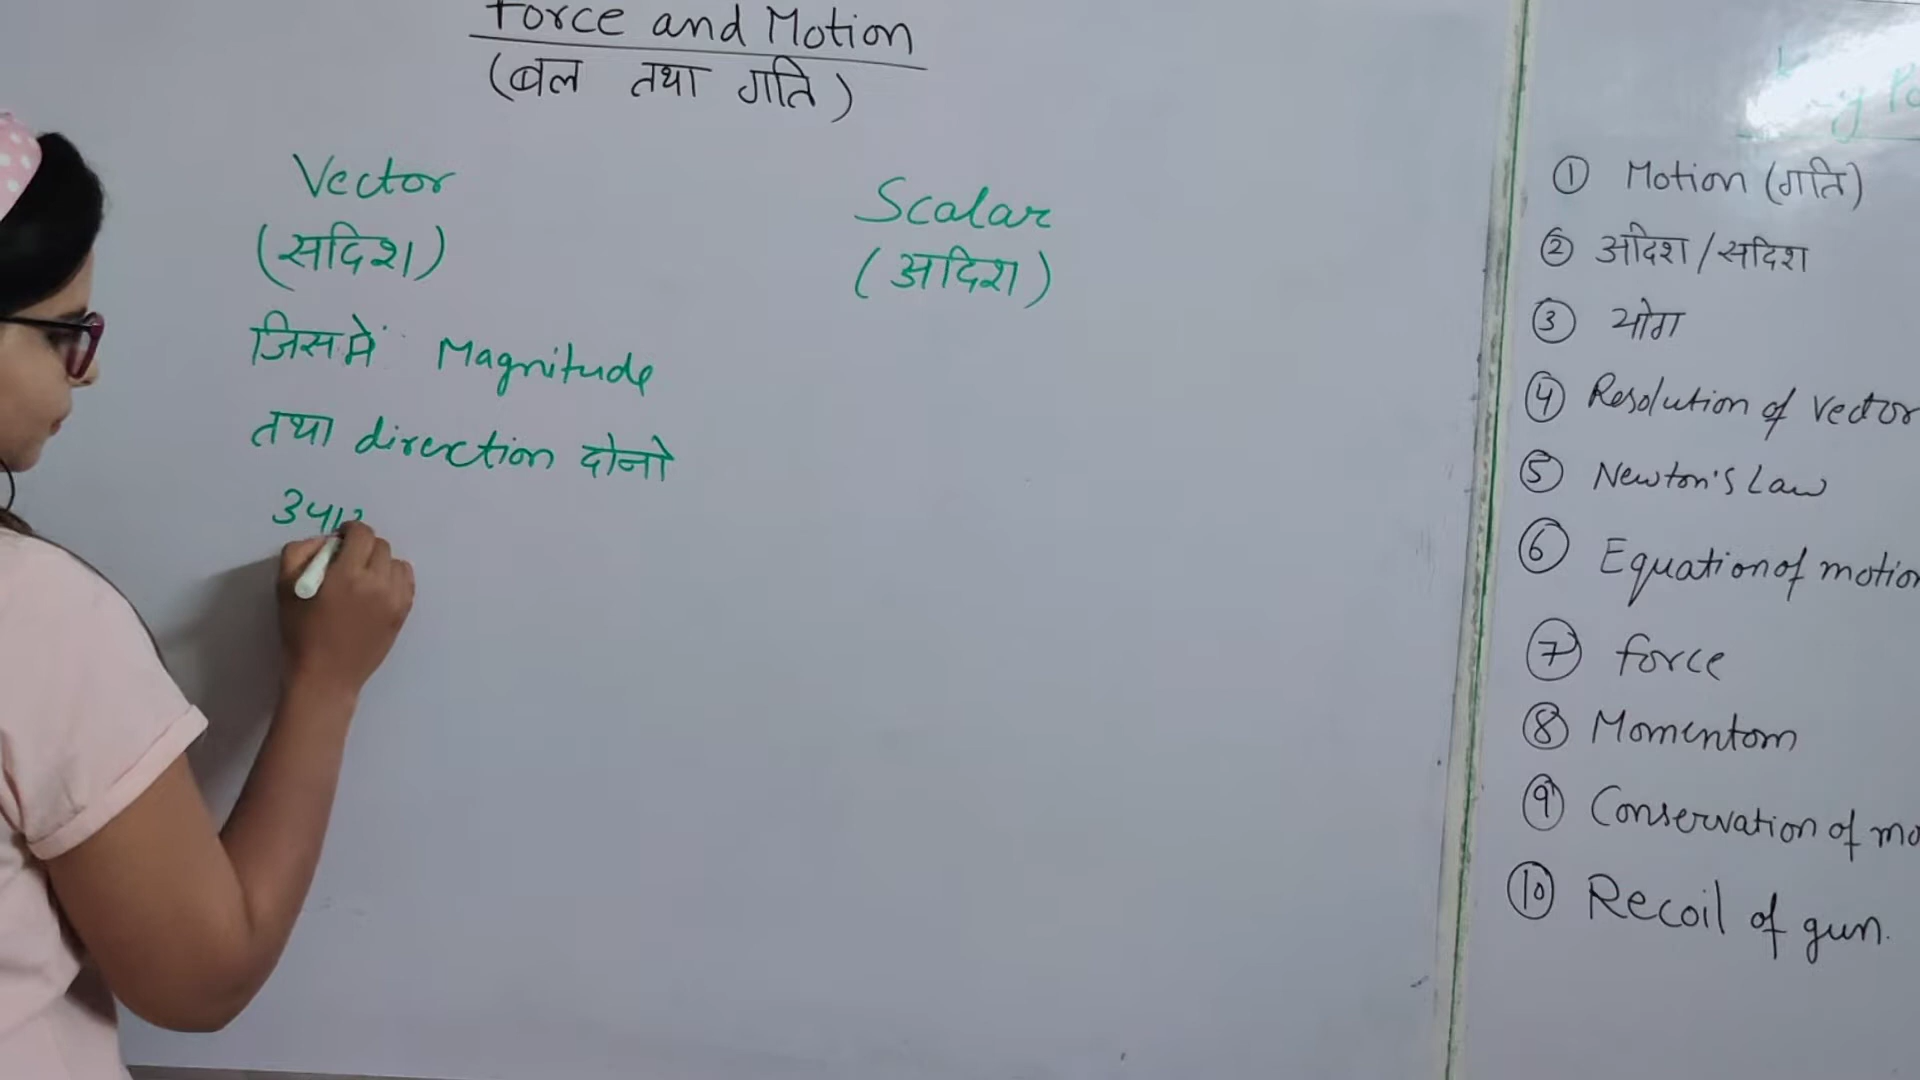 Force and Motion
(बल तथा गति)
Vector
(सदिश)
जिसमें Magnitude
तथा direction दोनो
Scalar
(अदिश)
① Motion (गति)
② अदिश/सदिश
③ योग
④ Resolution of Vector
⑤ Newton's Law
⑥ Equation of motion
⑦ force
⑧ Momentom
⑨ Conservation of mo
⑩ Recoil of gun.